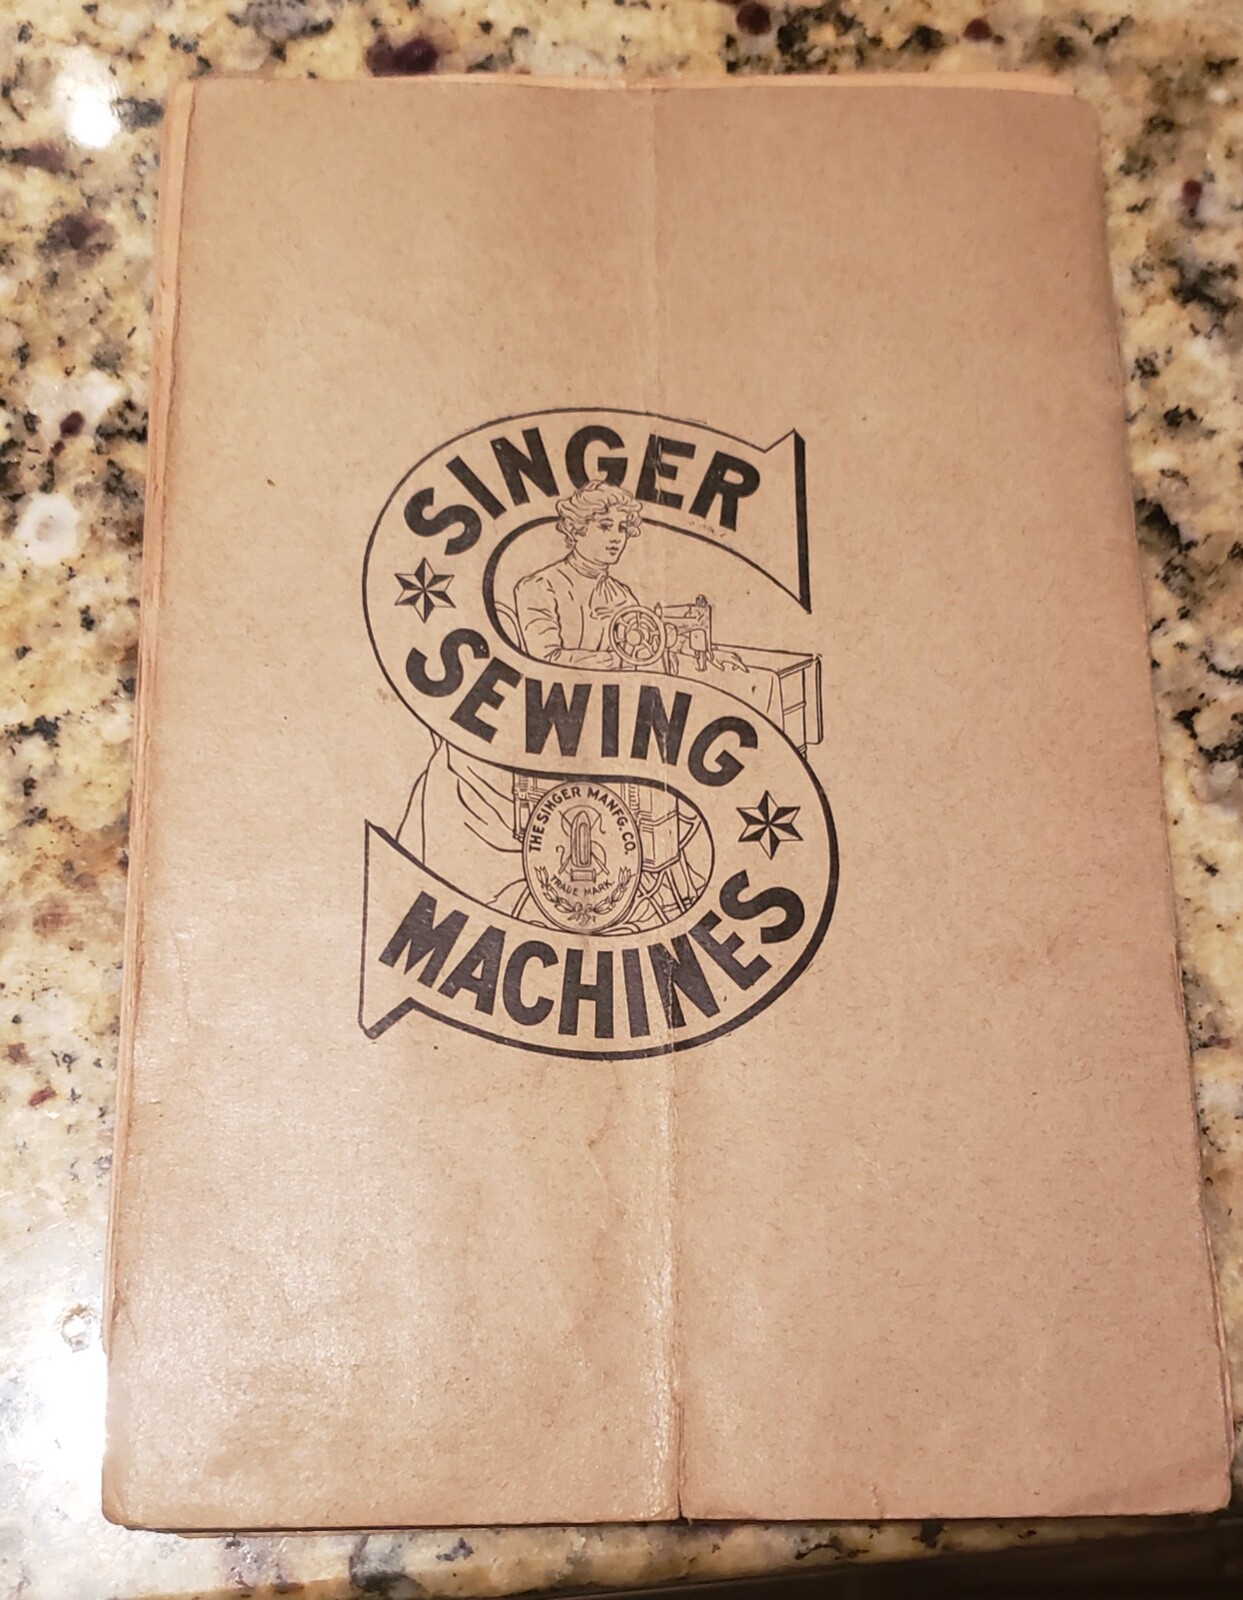 SINGER
SEWING
THE SINGER MANFG. CO.
TRADE MARK
MACHINES